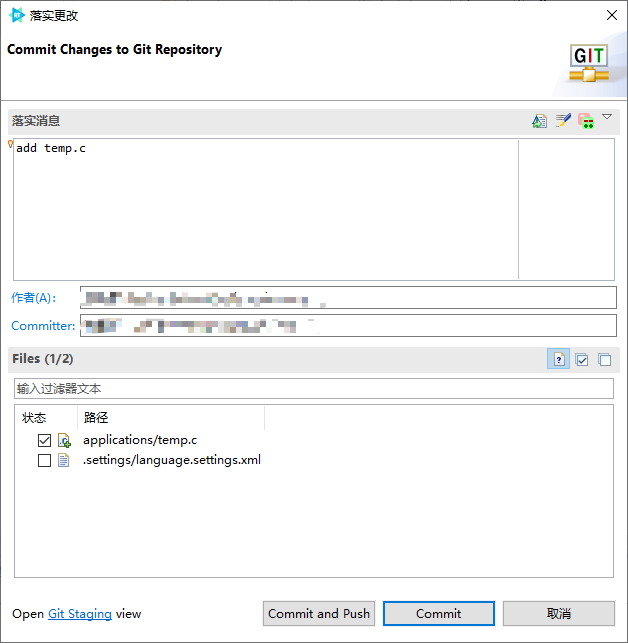 落实更改
Commit Changes to Git Repository
GIT
落实消息
add temp.c
作者(A):
Committer:
Files (1/2)
输入过滤器文本
状态 路径
applications/temp.c
.settings/language.settings.xml
Open Git Staging view
Commit and Push
Commit
取消